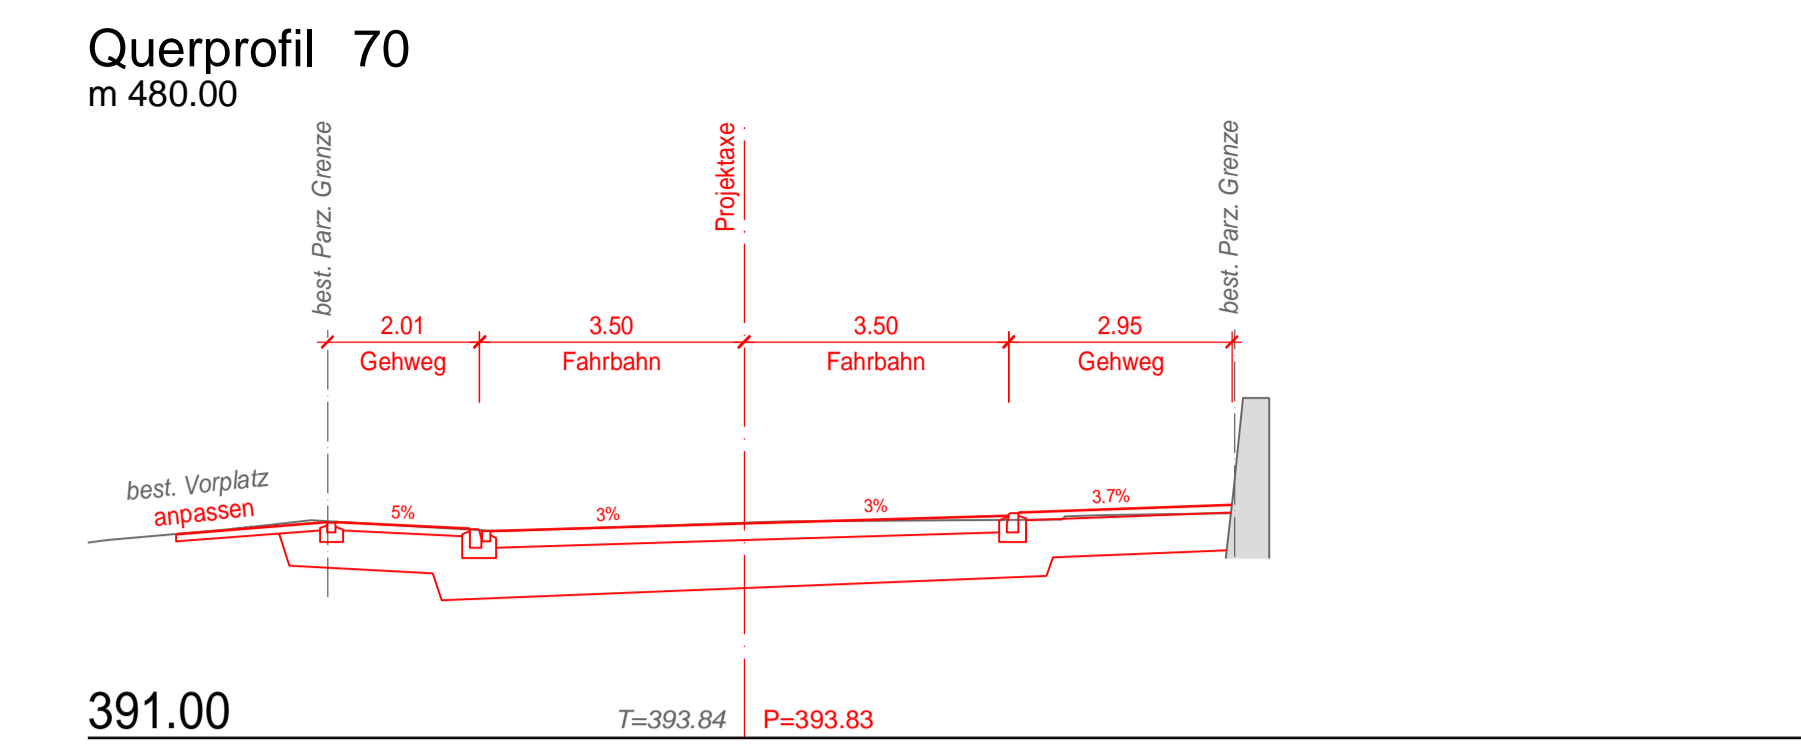 Querprofil 70
m 480.00
best. Parz. Grenze
Projektaxe
best. Parz. Grenze
2.01 3.50 3.50 2.95
Gehweg Fahrbahn Fahrbahn Gehweg
best. Vorplatz
anpassen
5% 3% 3% 3.7%
391.00
T=393.84 P=393.83